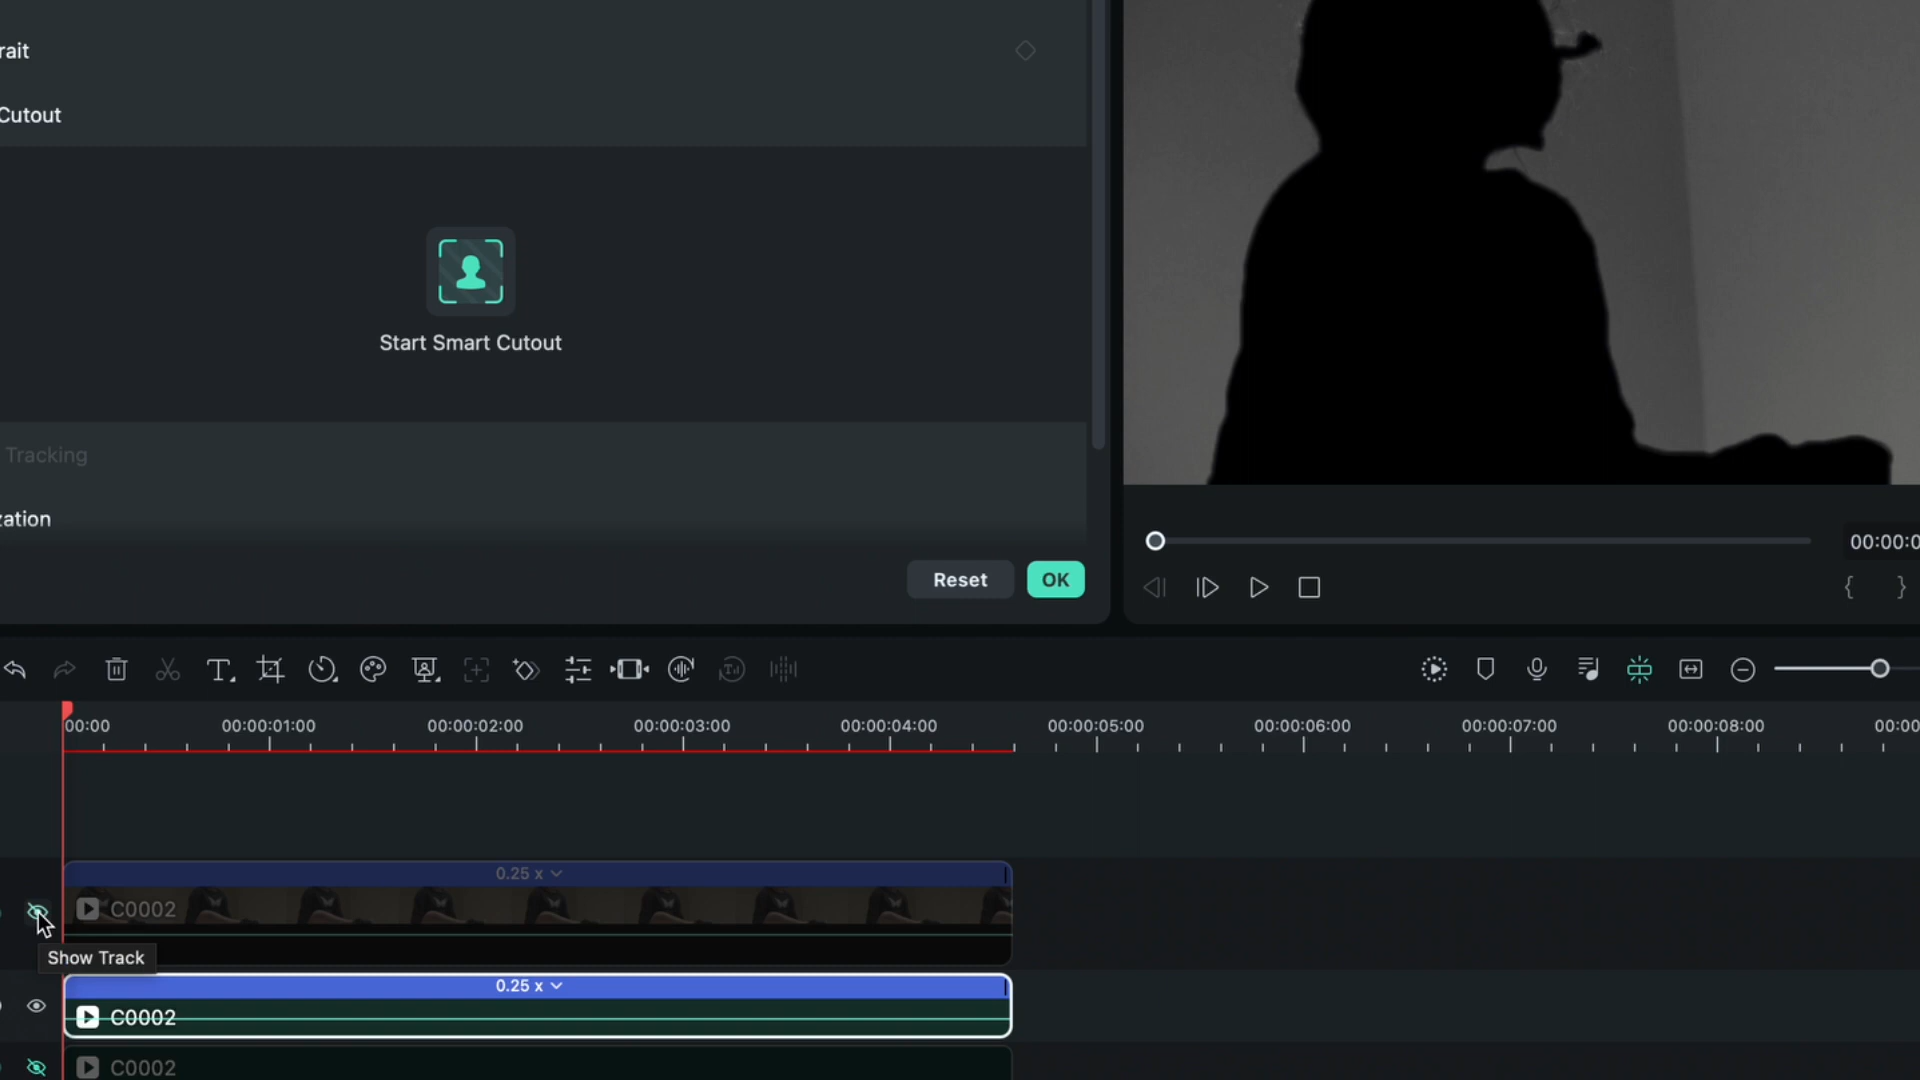 rait
Cutout
Start Smart Cutout
Tracking
zation
Reset
OK
00:00:0
00:00
00:00:01:00
00:00:02:00
00:00:03:00
00:00:04:00
00:00:05:00
00:00:06:00
00:00:07:00
00:00:08:00
00:00
0.25 x
C0002
Show Track
0.25 x
C0002
C0002